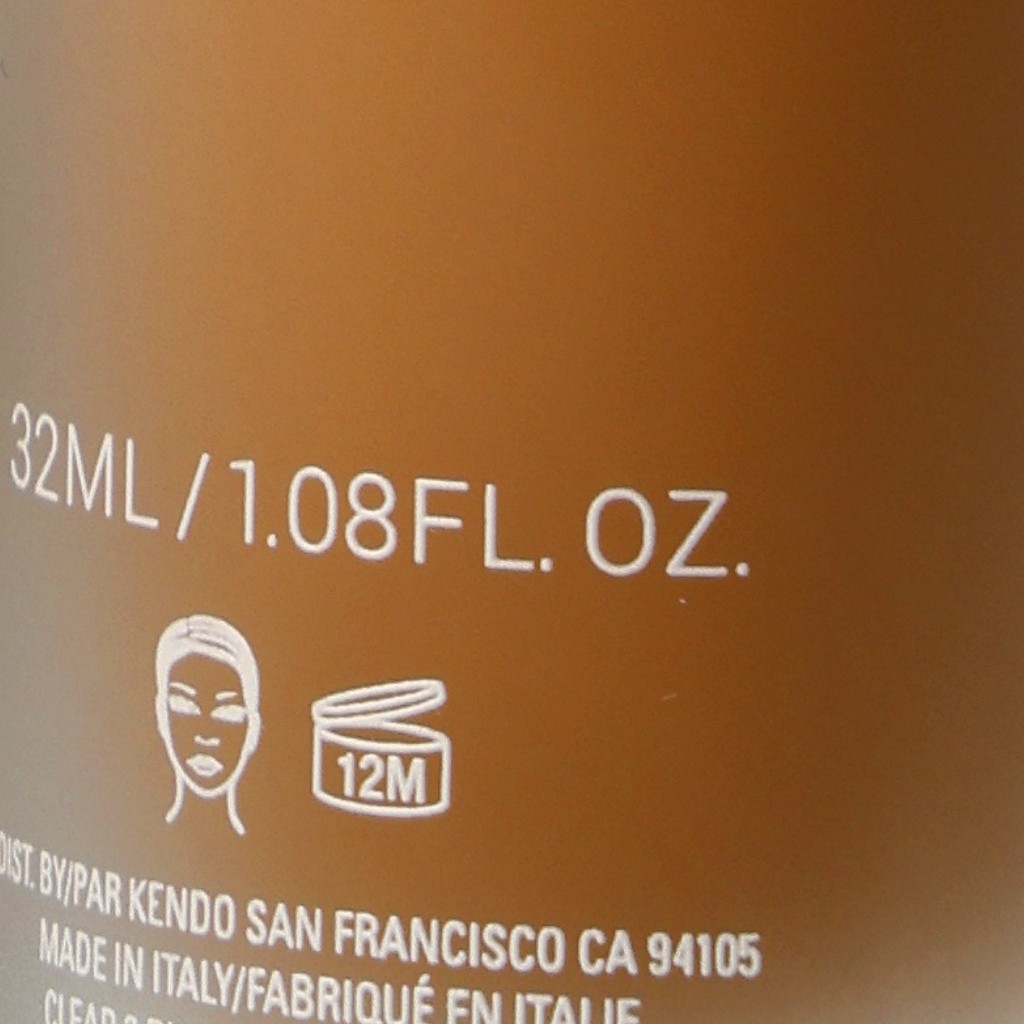 32ML / 1.08FL. OZ.
12M
DIST. BY/PAR KENDO SAN FRANCISCO CA 94105
MADE IN ITALY/FABRIQUÉ EN ITALIE
CLEAR &